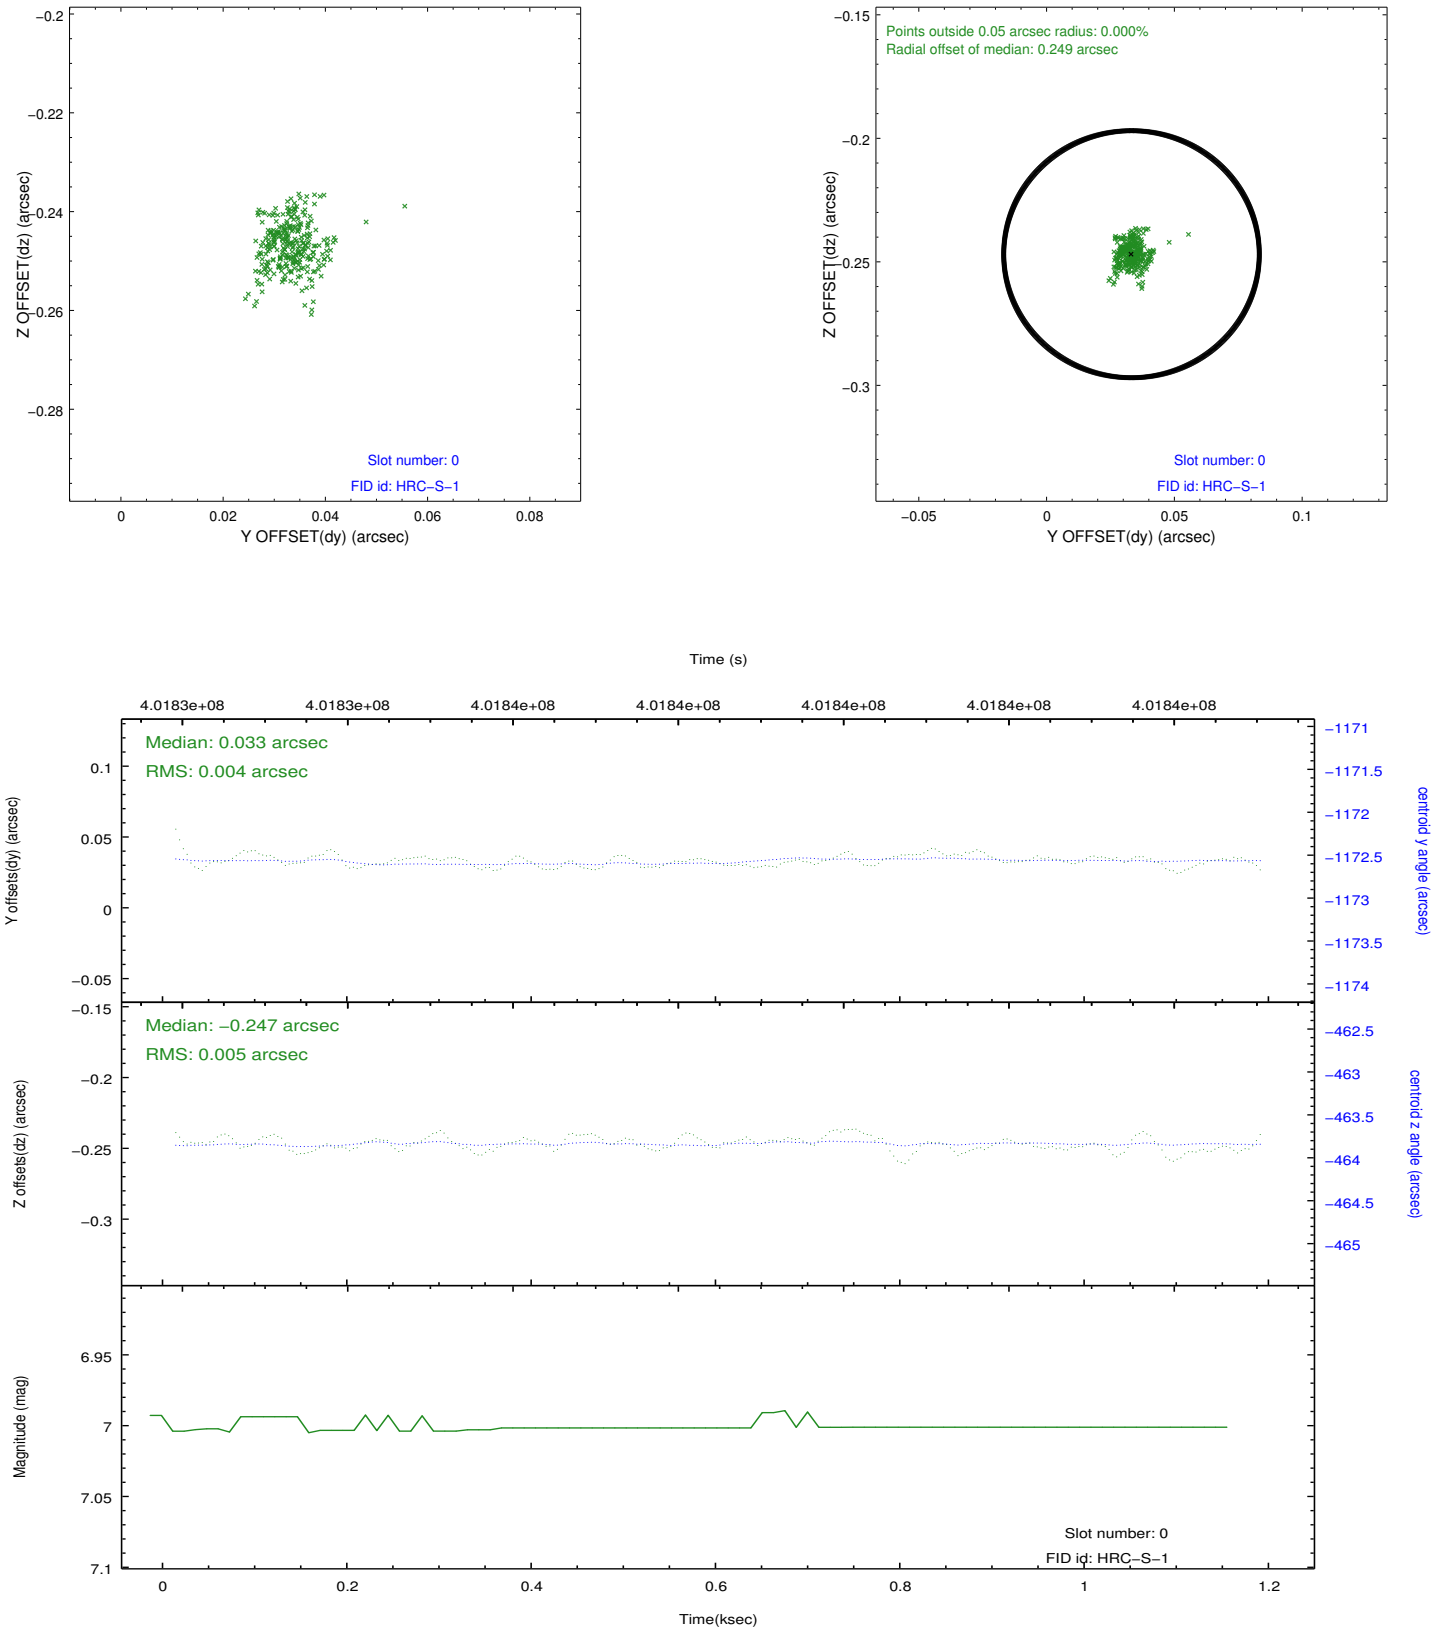 −0.2
−0.22
−0.24
−0.26
−0.28
Z OFFSET(dz) (arcsec)
Slot number: 0
FID id: HRC−S−1
0 0.02 0.04 0.06 0.08
Y OFFSET(dy) (arcsec)
Points outside 0.05 arcsec radius: 0.000%
Radial offset of median: 0.249 arcsec
−0.15
−0.2
−0.25
−0.3
Z OFFSET(dz) (arcsec)
Slot number: 0
FID id: HRC−S−1
−0.05 0 0.05 0.1
Y OFFSET(dy) (arcsec)
Time (s)
4.0183e+08 4.0183e+08 4.0184e+08 4.0184e+08 4.0184e+08 4.0184e+08 4.0184e+08
Median: 0.033 arcsec
RMS: 0.004 arcsec
0.1
0.05
0
−0.05
Y offsets(dy) (arcsec)
−1171
−1171.5
−1172
−1172.5
−1173
−1173.5
−1174
centroid y angle (arcsec)
Median: −0.247 arcsec
RMS: 0.005 arcsec
−0.15
−0.2
−0.25
−0.3
Z offsets(dz) (arcsec)
−462.5
−463
−463.5
−464
−464.5
−465
centroid z angle (arcsec)
6.95
7
7.05
7.1
Magnitude (mag)
Slot number: 0
FID id: HRC−S−1
0 0.2 0.4 0.6 0.8 1 1.2
Time(ksec)